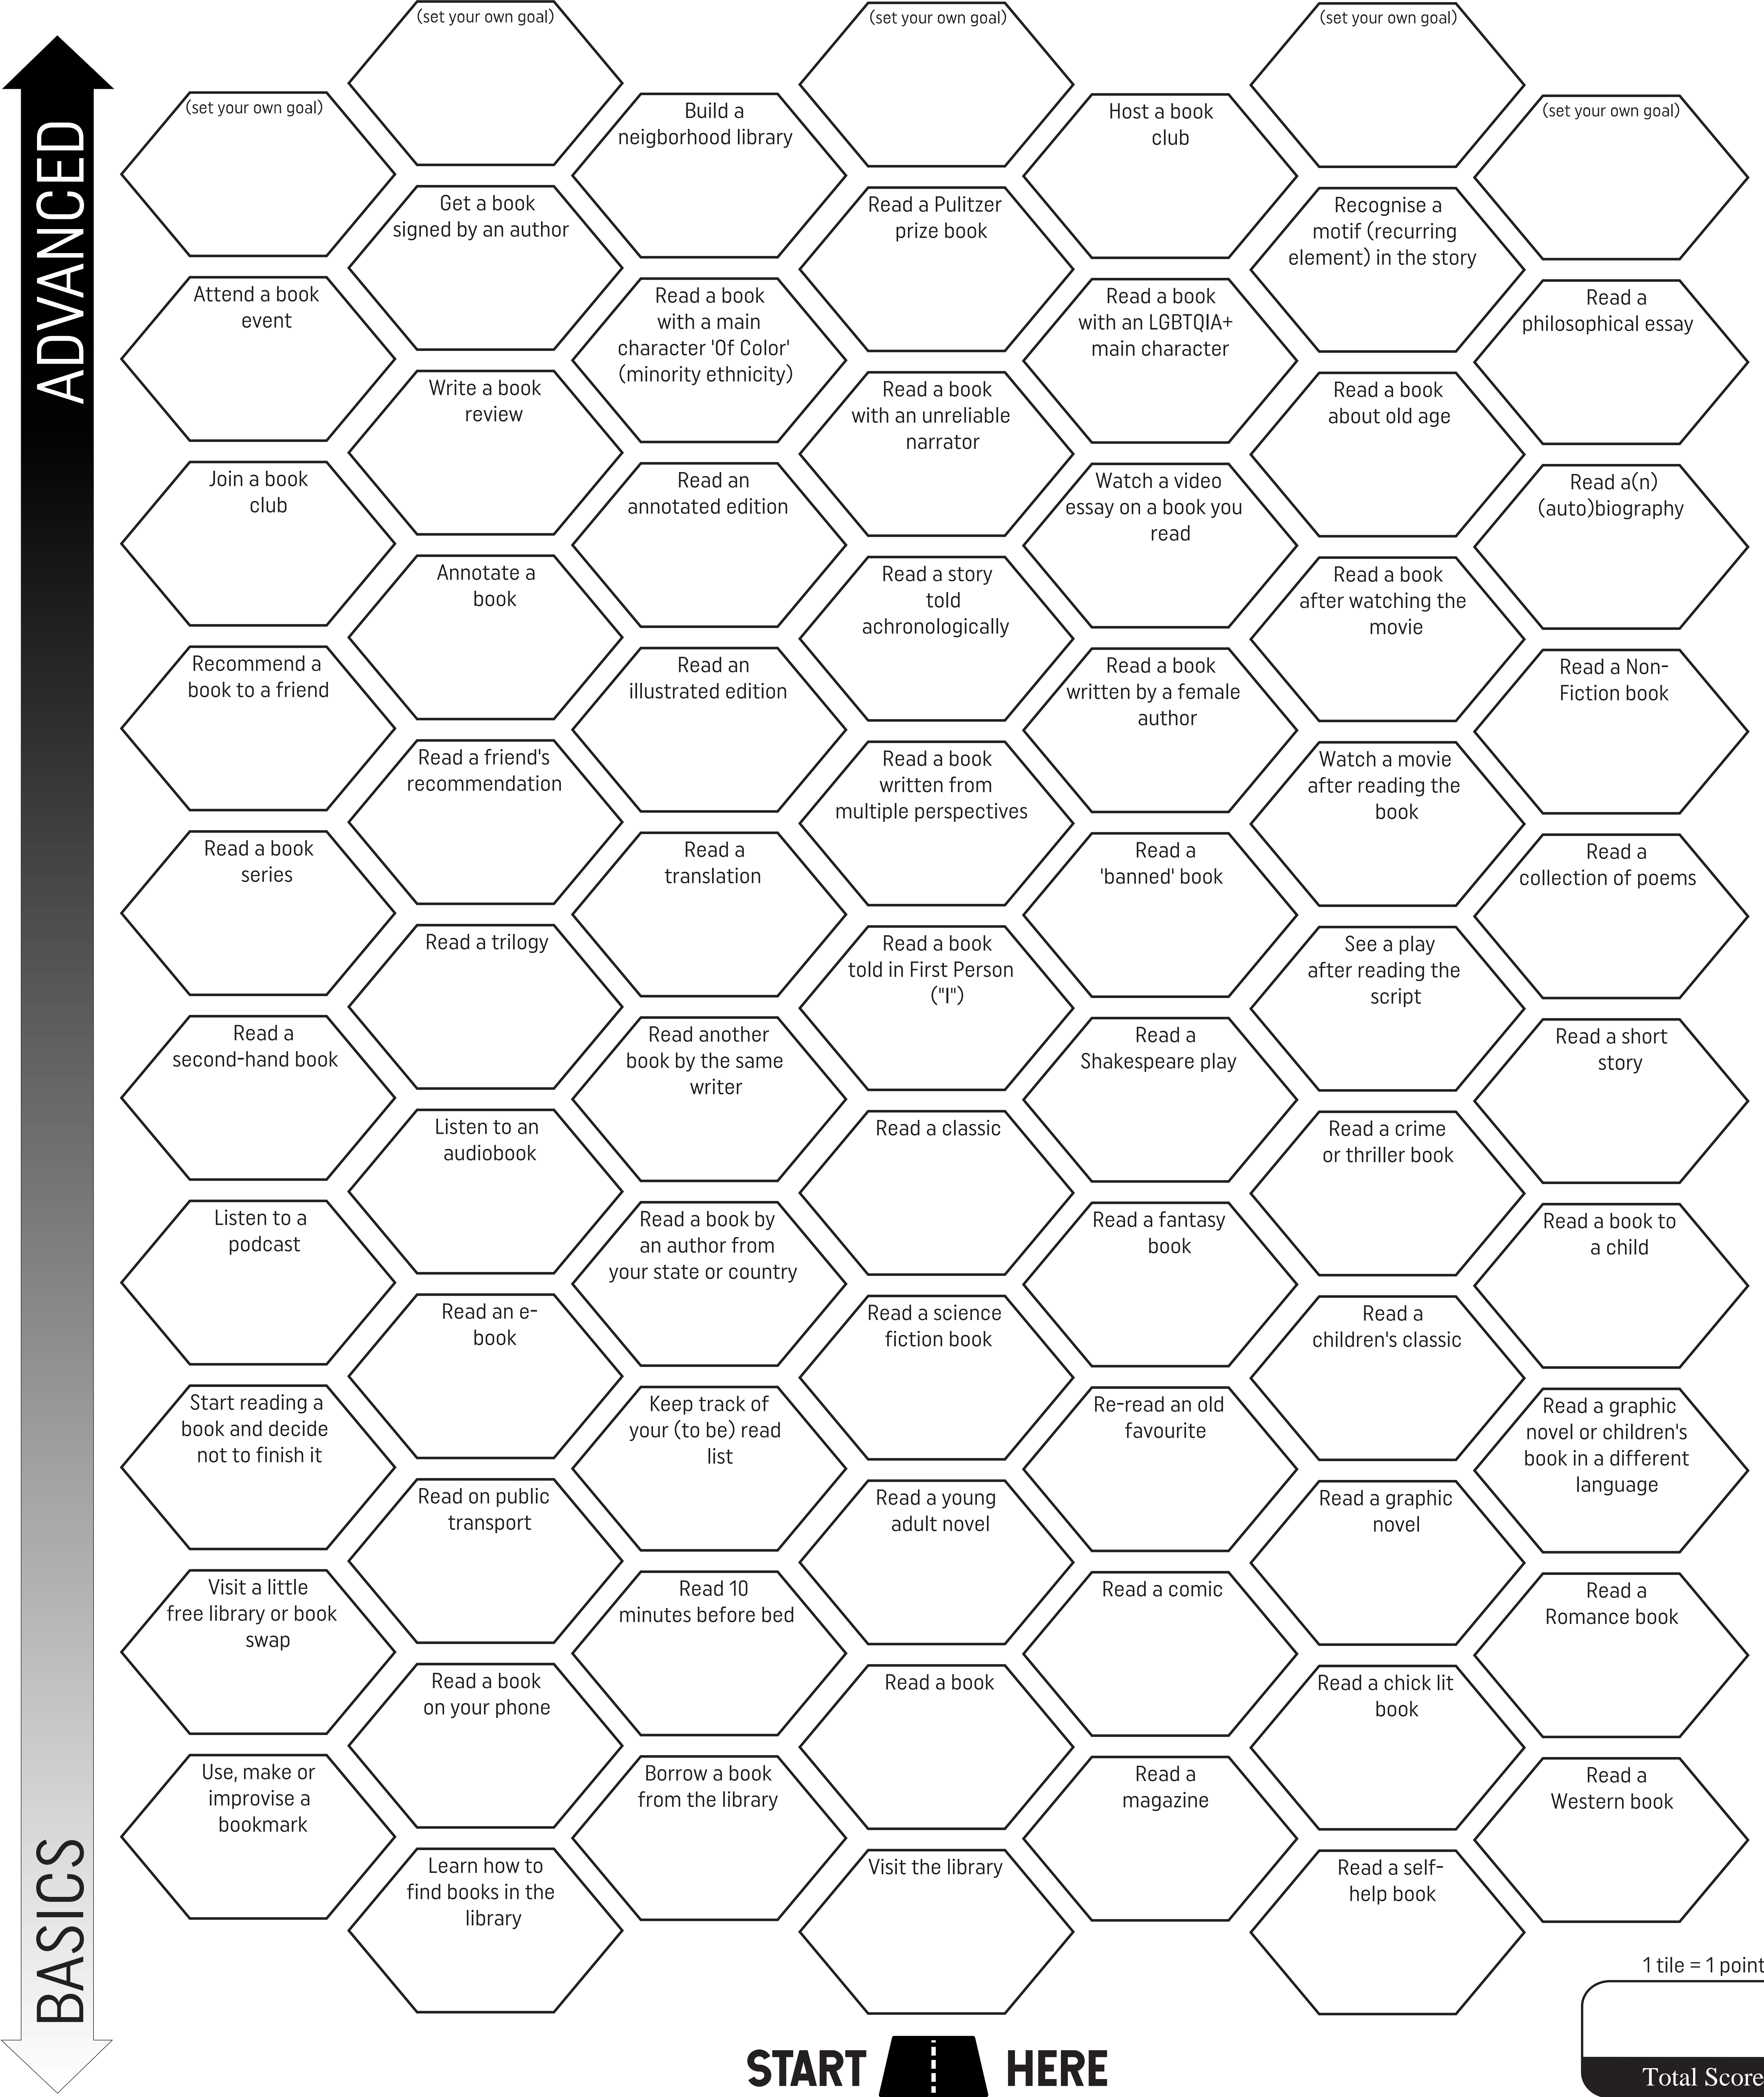 ADVANCED
BASICS
(set your own goal)
(set your own goal)
(set your own goal)
(set your own goal)
Build a
neigborhood library
Host a book
club
(set your own goal)
Get a book
signed by an author
Read a Pulitzer
prize book
Recognise a
motif (recurring
element) in the story
Attend a book
event
Read a book
with a main
character 'Of Color'
(minority ethnicity)
Read a book
with an LGBTQIA+
main character
Read a
philosophical essay
Write a book
review
Read a book
with an unreliable
narrator
Read a book
about old age
Join a book
club
Read an
annotated edition
Watch a video
essay on a book you
read
Read a(n)
(auto)biography
Annotate a
book
Read a story
told
achronologically
Read a book
after watching the
movie
Recommend a
book to a friend
Read an
illustrated edition
Read a book
written by a female
author
Read a Non-
Fiction book
Read a friend's
recommendation
Read a book
written from
multiple perspectives
Watch a movie
after reading the
book
Read a book
series
Read a
translation
Read a
'banned' book
Read a
collection of poems
Read a trilogy
Read a book
told in First Person
("I")
See a play
after reading the
script
Read a
second-hand book
Read another
book by the same
writer
Read a
Shakespeare play
Read a short
story
Listen to an
audiobook
Read a classic
Read a crime
or thriller book
Listen to a
podcast
Read a book by
an author from
your state or country
Read a fantasy
book
Read a book to
a child
Read an e-
book
Read a science
fiction book
Read a
children's classic
Start reading a
book and decide
not to finish it
Keep track of
your (to be) read
list
Re-read an old
favourite
Read a graphic
novel or children's
book in a different
language
Read on public
transport
Read a young
adult novel
Read a graphic
novel
Visit a little
free library or book
swap
Read 10
minutes before bed
Read a comic
Read a
Romance book
Read a book
on your phone
Read a book
Read a chick lit
book
Use, make or
improvise a
bookmark
Borrow a book
from the library
Read a
magazine
Read a
Western book
Learn how to
find books in the
library
Visit the library
Read a self-
help book
1 tile = 1 point
Total Score
START HERE